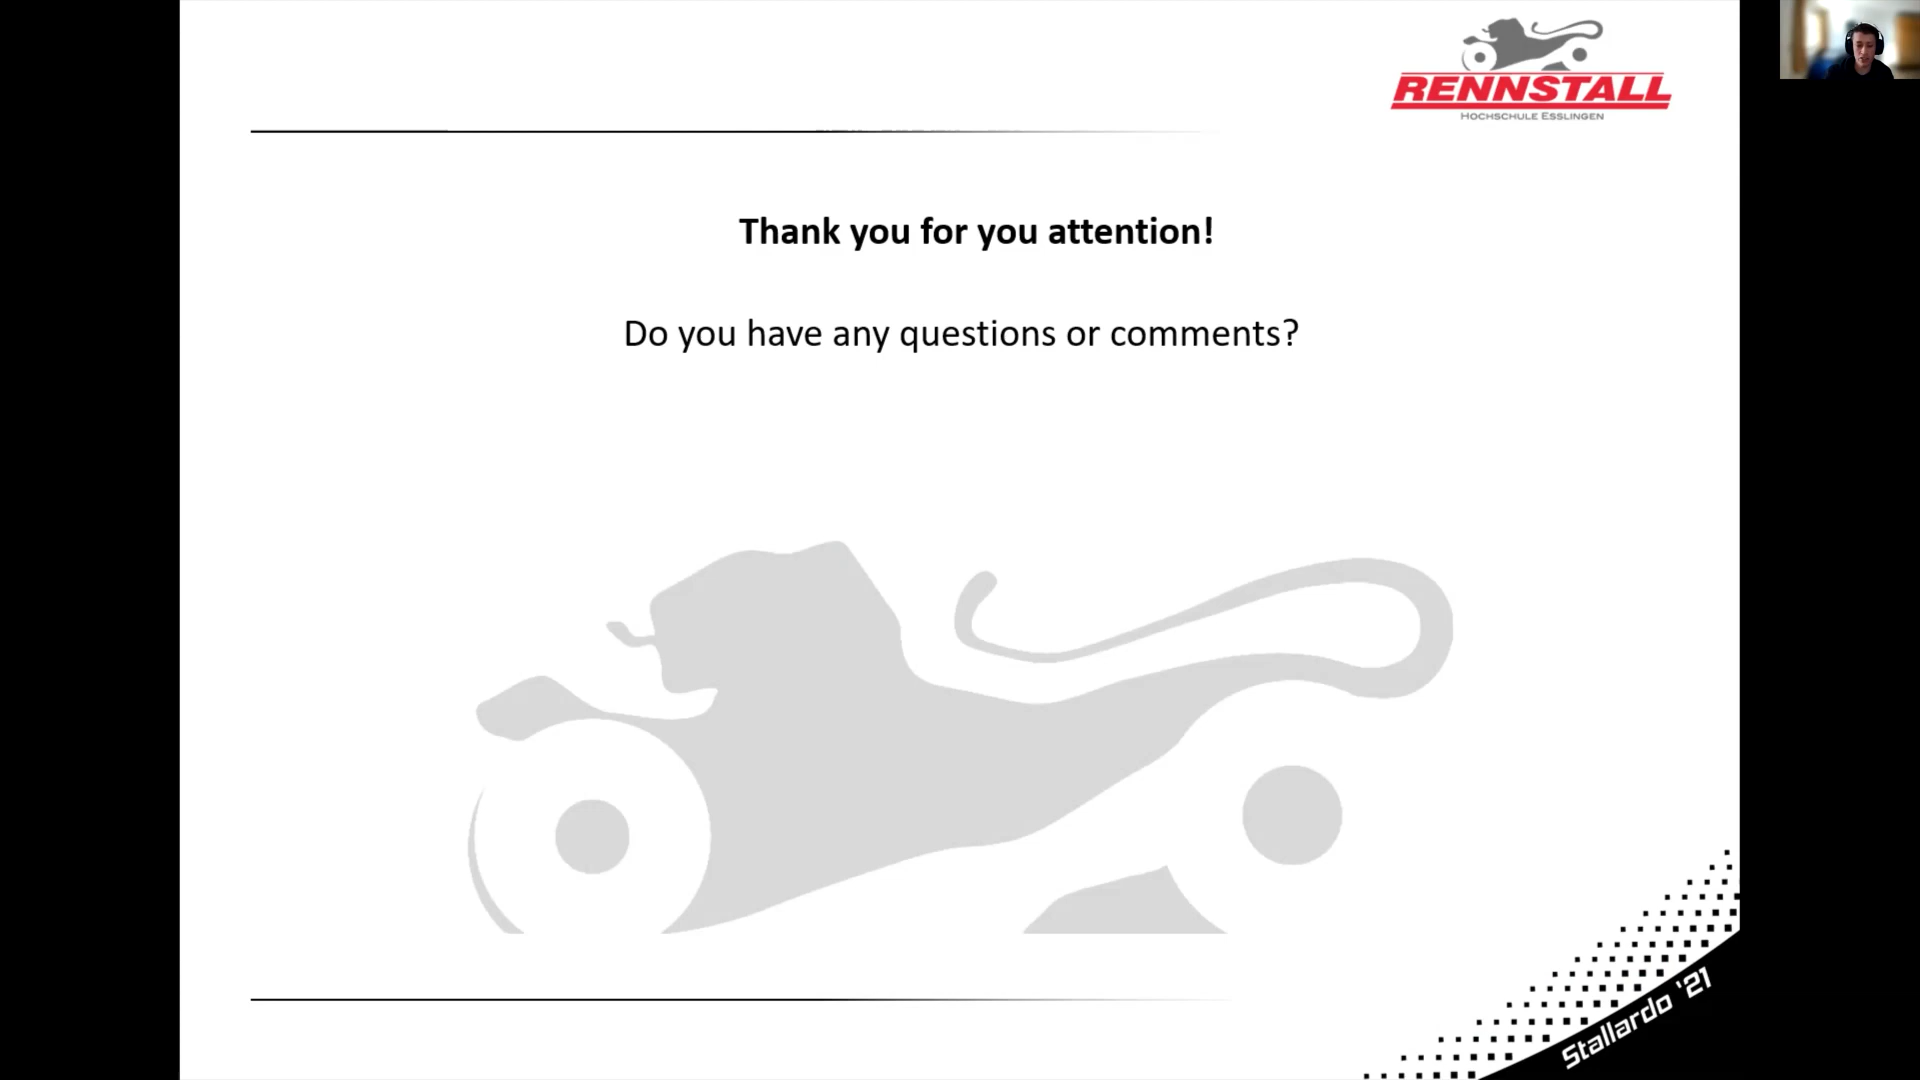 RENNSTALL
HOCHSCHULE ESSLINGEN
Thank you for you attention!
Do you have any questions or comments?
Stallardo '21